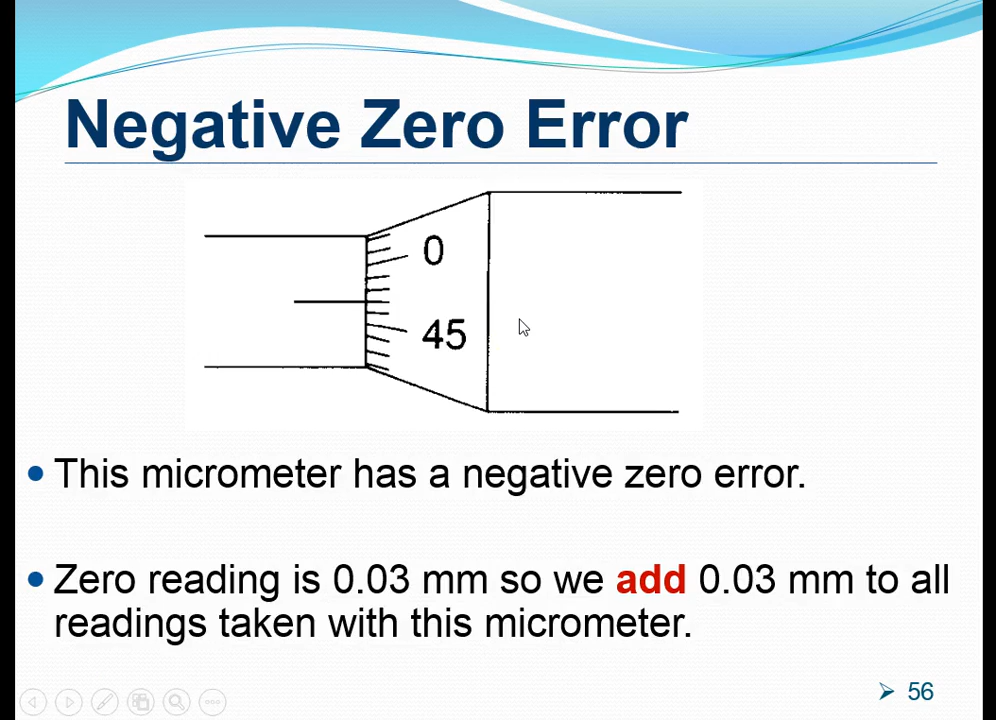 Negative Zero Error
0
45
• This micrometer has a negative zero error.
• Zero reading is 0.03 mm so we add 0.03 mm to all
readings taken with this micrometer.
➢ 56